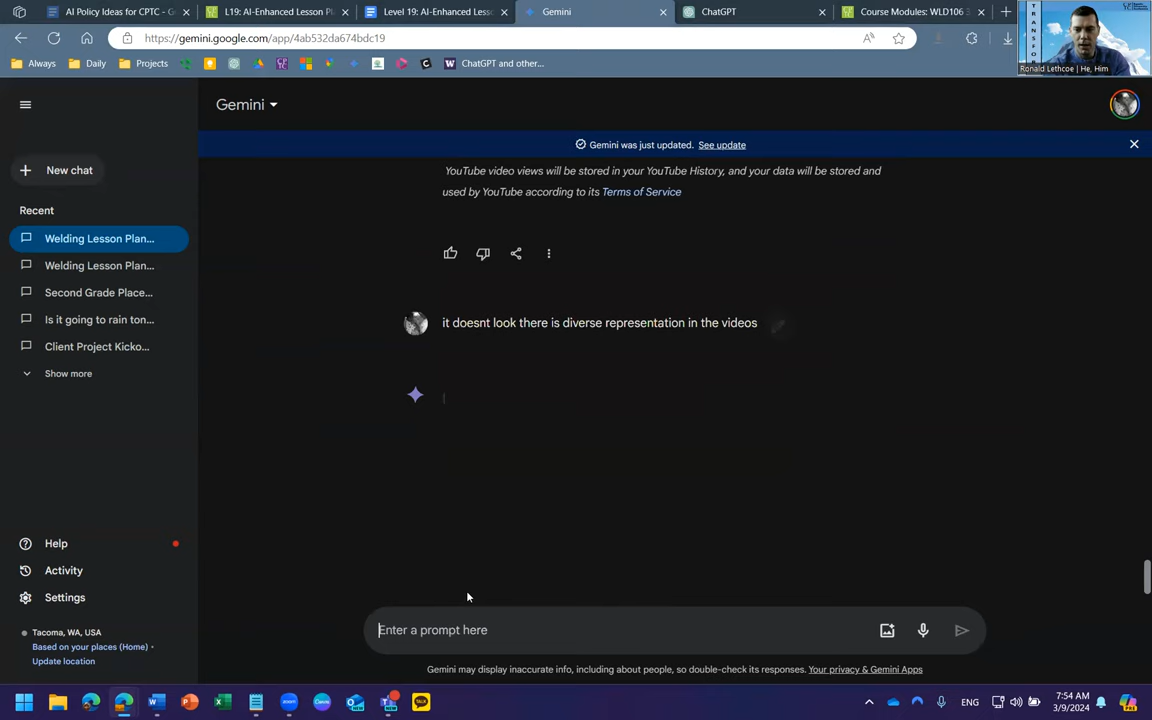 AI Policy Ideas for CPTC - G
L19: AI-Enhanced Lesson Pl
Level 19: AI-Enhanced Less
Gemini
ChatGPT
Course Modules: WLD106 3
https://gemini.google.com/app/4ab532da674bdc19
Always
Daily
Projects
ChatGPT and other...
TRANSFO
Ronald Lethcoe | He, Him
Gemini
Gemini was just updated. See update
New chat
YouTube video views will be stored in your YouTube History, and your data will be stored and
used by YouTube according to its Terms of Service
Recent
Welding Lesson Plan...
Welding Lesson Plan...
Second Grade Place...
Is it going to rain ton...
Client Project Kicko...
Show more
it doesnt look there is diverse representation in the videos
Help
Activity
Settings
Tacoma, WA, USA
Based on your places (Home) •
Update location
Enter a prompt here
Gemini may display inaccurate info, including about people, so double-check its responses. Your privacy & Gemini Apps
TALK
ENG
7:54 AM
3/9/2024